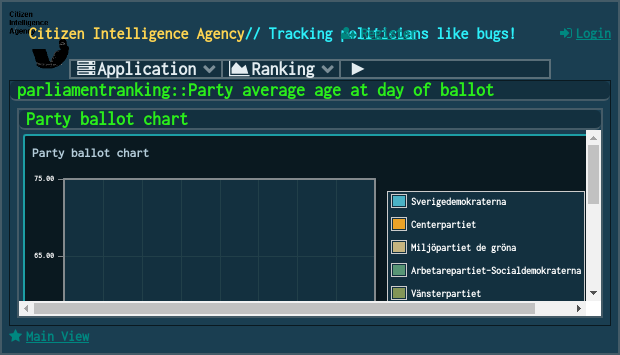 Citizen
Intelligence
Agen
Citizen Intelligence Agency// Tracking politicians like bugs!
Login
Application Ranking
parliamentranking::Party average age at day of ballot
Party ballot chart
Party ballot chart
75.00
65.00
Sverigedemokraterna
Centerpartiet
Miljöpartiet de gröna
Arbetarepartiet-Socialdemokraterna
Vänsterpartiet
Main View